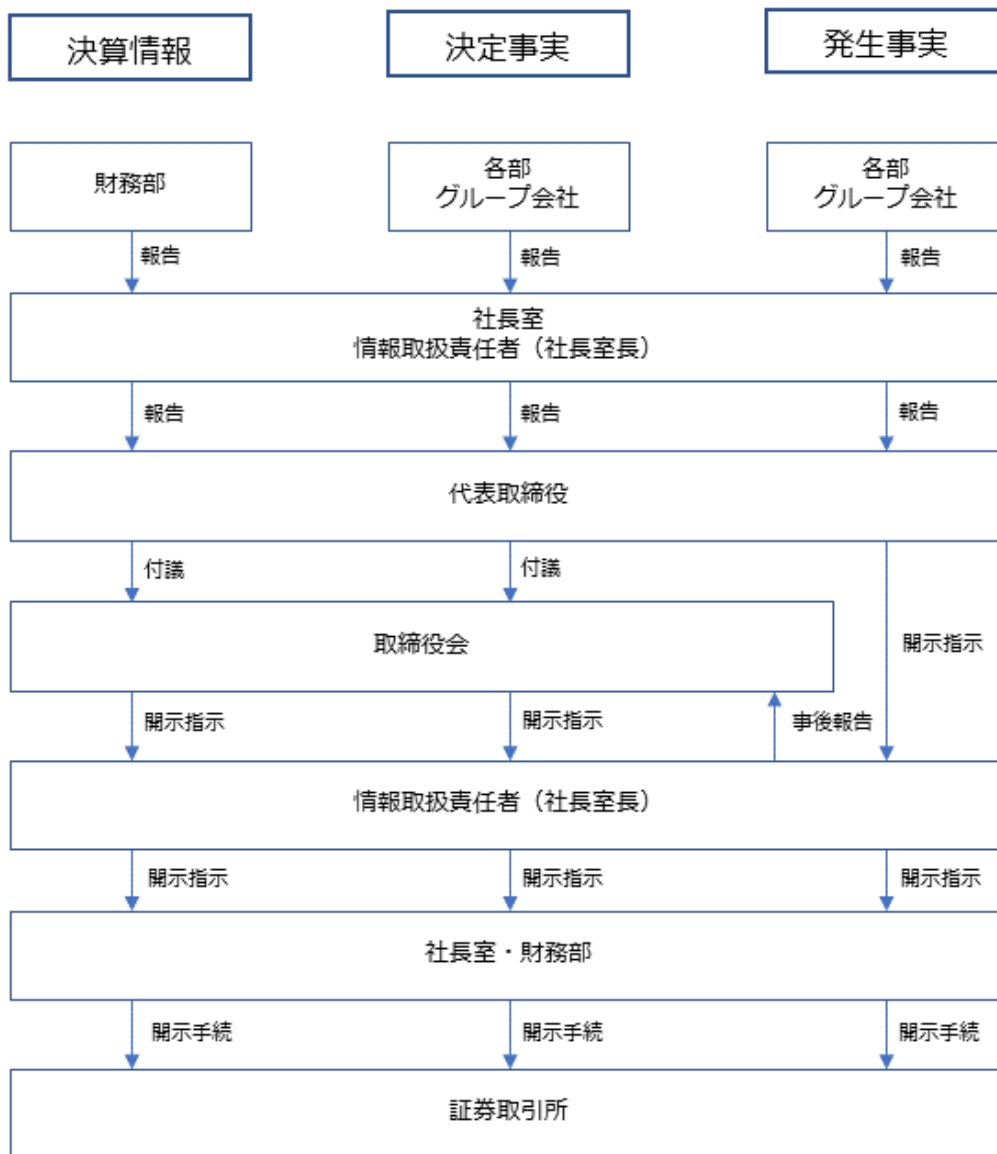 決算情報
決定事実
発生事実
財務部
各部
グループ会社
各部
グループ会社
報告
報告
報告
社長室
情報取扱責任者（社長室長）
報告
報告
報告
代表取締役
付議
付議
取締役会
開示指示
開示指示
開示指示
事後報告
情報取扱責任者（社長室長）
開示指示
開示指示
開示指示
社長室・財務部
開示手続
開示手続
開示手続
証券取引所